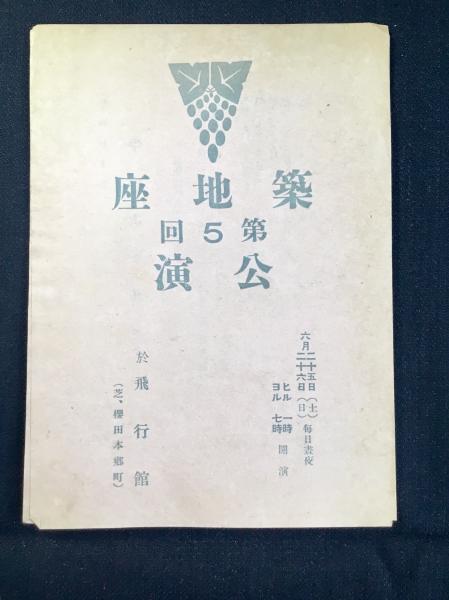 築地座
第5回
公演
六月二十五日(土)
二十六日(日)
毎日昼夜
ヒル 一時
ヨル 七時
開演
於飛行館
(芝、櫻田本郷町)